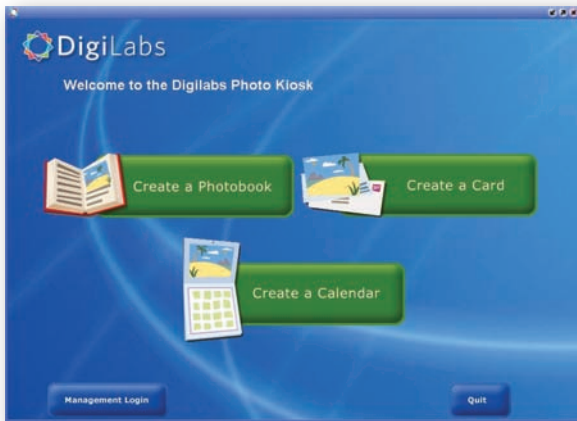 DigiLabs
Welcome to the Digilabs Photo Kiosk
Create a Photobook
Create a Card
Create a Calendar
Management Login
Quit